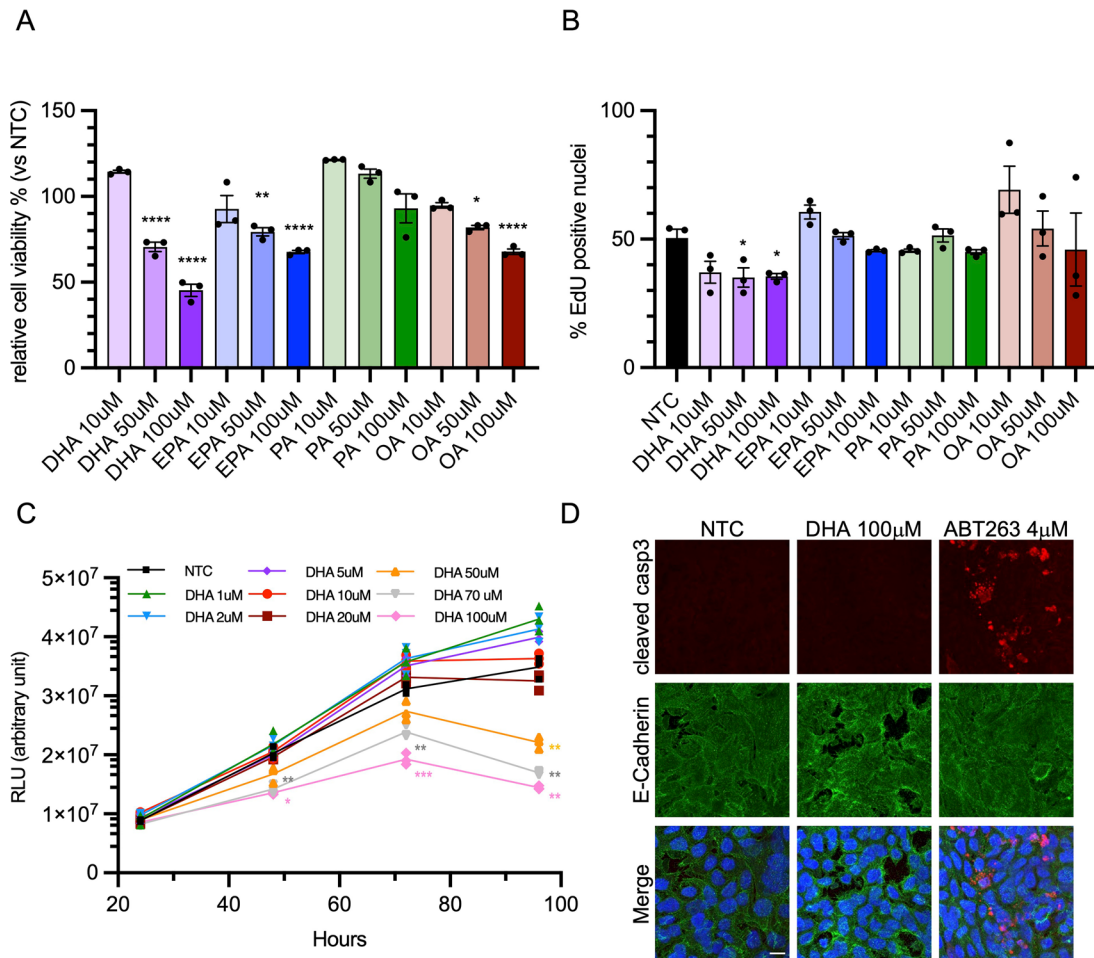 A
relative cell viability % (vs NTC)
150
100
50
0
**** **** ** **** * ****
DHA 10uM
DHA 50uM
DHA 100uM
EPA 10uM
EPA 50uM
EPA 100uM
PA 10uM
PA 50uM
PA 100uM
OA 10uM
OA 50uM
OA 100uM
B
% EdU positive nuclei
100
50
0
* *
NTC
DHA 10uM
DHA 50uM
DHA 100uM
EPA 10uM
EPA 50uM
EPA 100uM
PA 10uM
PA 50uM
PA 100uM
OA 10uM
OA 50uM
OA 100uM
C
RLU (arbitrary unit)
5×10⁷
4×10⁷
3×10⁷
2×10⁷
1×10⁷
0
NTC DHA 5uM DHA 50uM
DHA 1uM DHA 10uM DHA 70 uM
DHA 2uM DHA 20uM DHA 100uM
**
*
**
***
**
**
**
20 40 60 80 100
Hours
D
NTC DHA 100μM ABT263 4μM
cleaved casp3
E-Cadherin
Merge